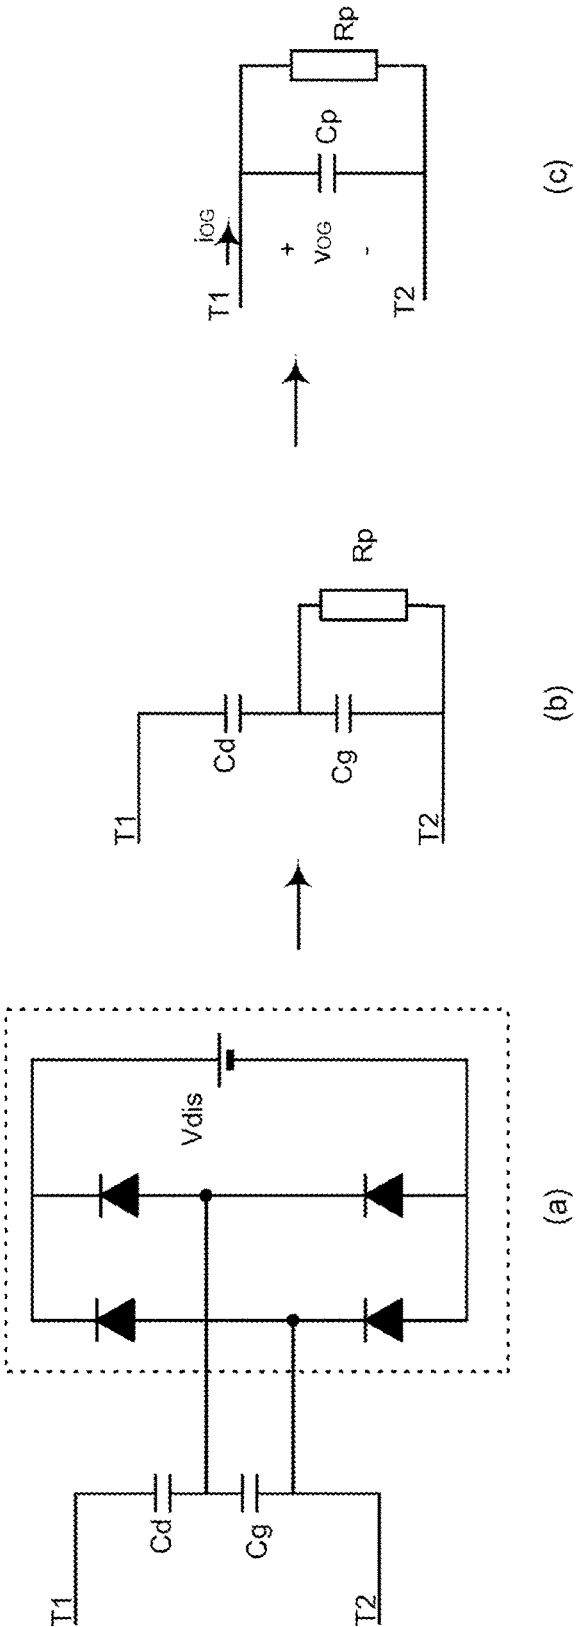 T1
Cd
Cg
T2
Vdis
(a)
T1
Cd
Cg
Rp
T2
(b)
T1
iOG
+
VOG
-
Cp
Rp
T2
(c)